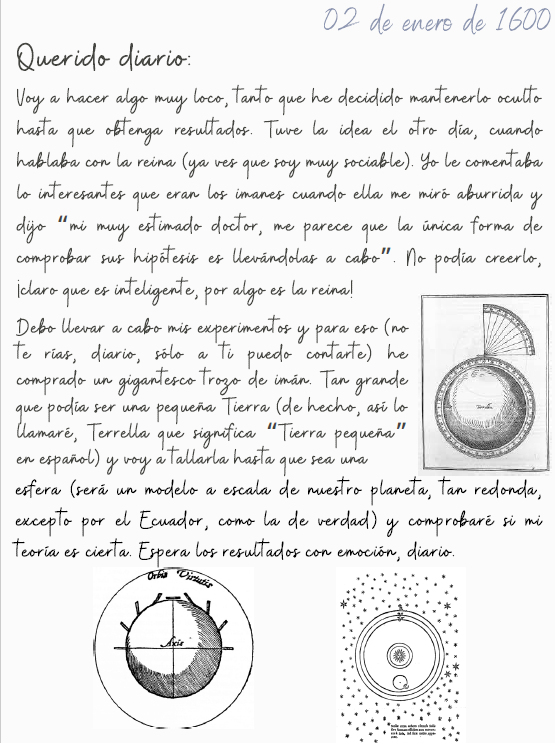 02 de enero de 1600
Querido diario:
Voy a hacer algo muy loco, tanto que he decidido mantenerlo oculto
hasta que obtenga resultados. Tuve la idea el otro día, cuando
hablaba con la reina (ya ves que soy muy sociable). Yo le comentaba
lo interesantes que eran los imanes cuando ella me miró aburrida y
dijo “mi muy estimado doctor, me parece que la única forma de
comprobar sus hipótesis es llevándolas a cabo”. No podía creerlo,
¡claro que es inteligente, por algo es la reina!
Debo llevar a cabo mis experimentos y para eso (no
te rías, diario, sólo a ti puedo contarte) he
comprado un gigantesco trozo de imán. Tan grande
que podía ser una pequeña Tierra (de hecho, así lo
llamaré, Terrella que significa “Tierra pequeña”
en español) y voy a tallarla hasta que sea una
esfera (será un modelo a escala de nuestro planeta, tan redonda,
excepto por el Ecuador, como la de verdad) y comprobaré si mi
teoría es cierta. Espera los resultados con emoción, diario.
Terrella
Orbis Virtutis
Axis